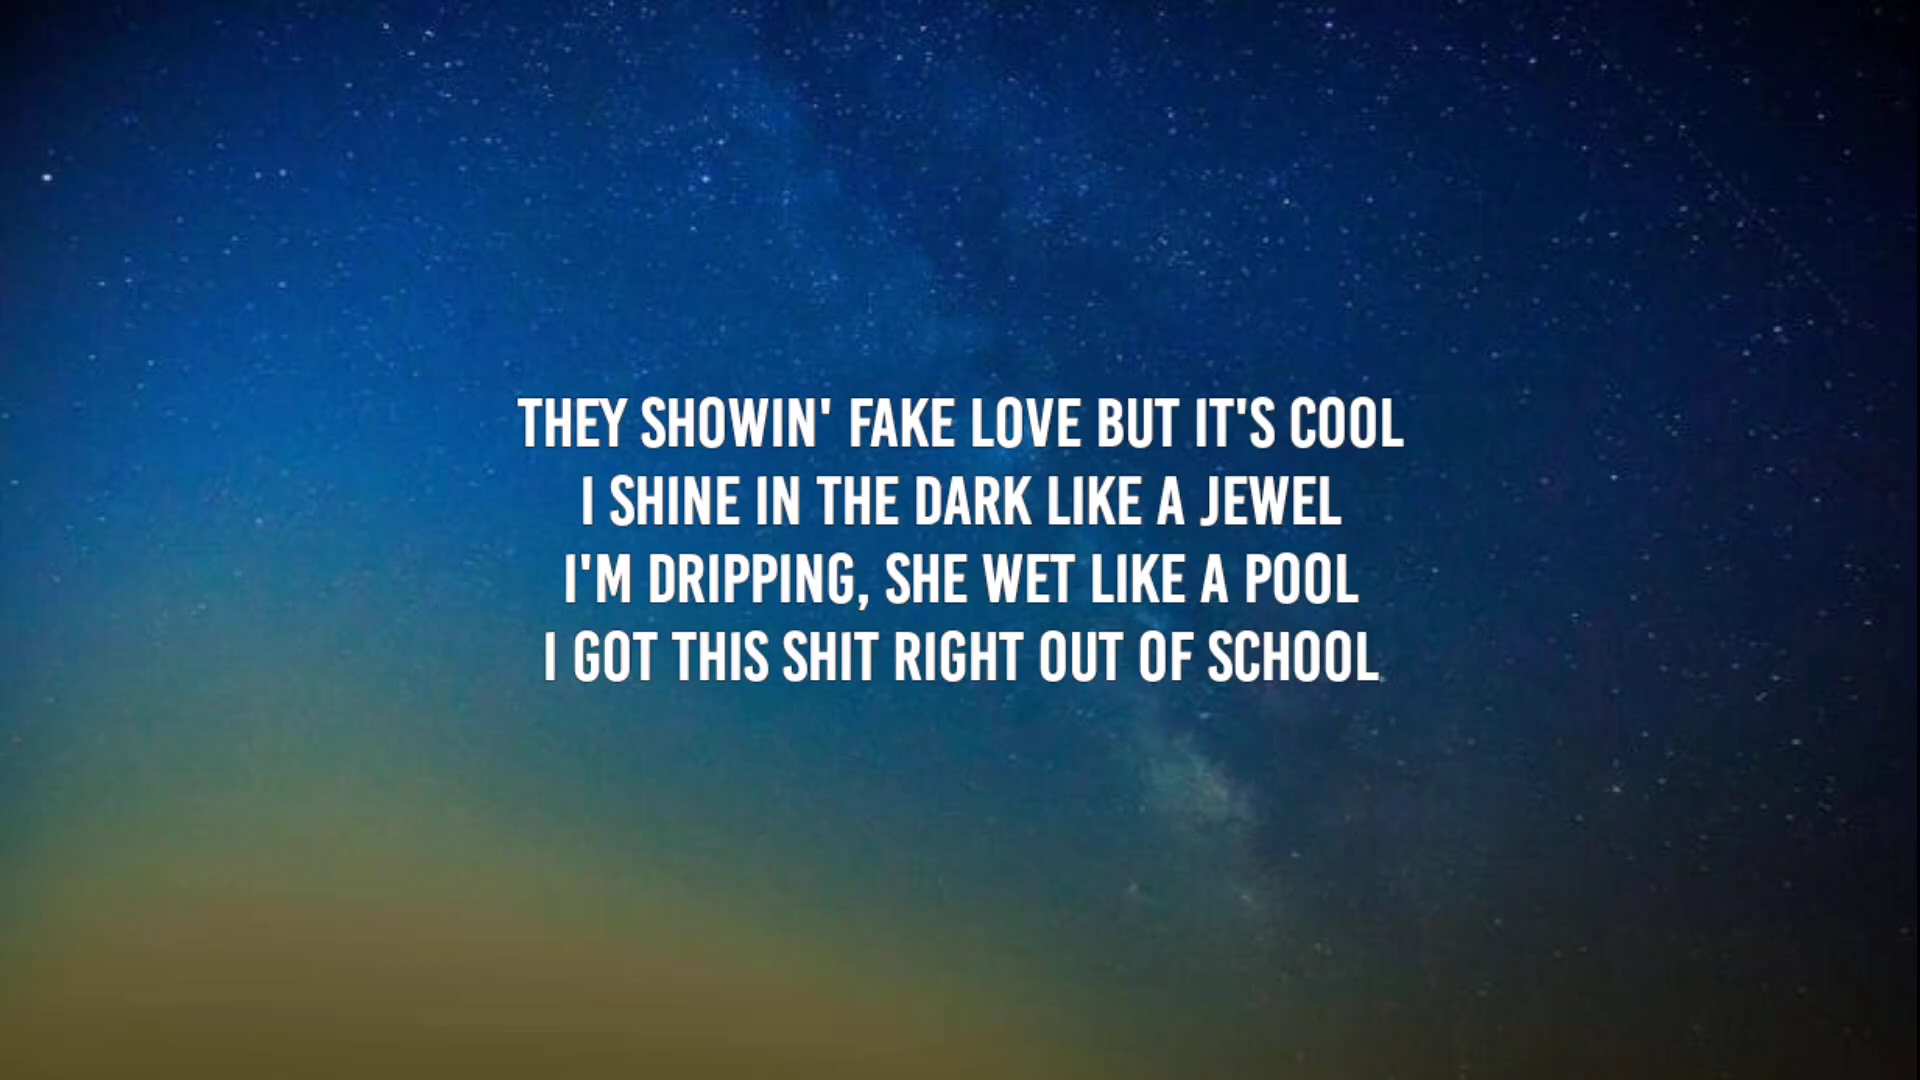 THEY SHOWIN' FAKE LOVE BUT IT'S COOL
I SHINE IN THE DARK LIKE A JEWEL
I'M DRIPPING, SHE WET LIKE A POOL
I GOT THIS SHIT RIGHT OUT OF SCHOOL